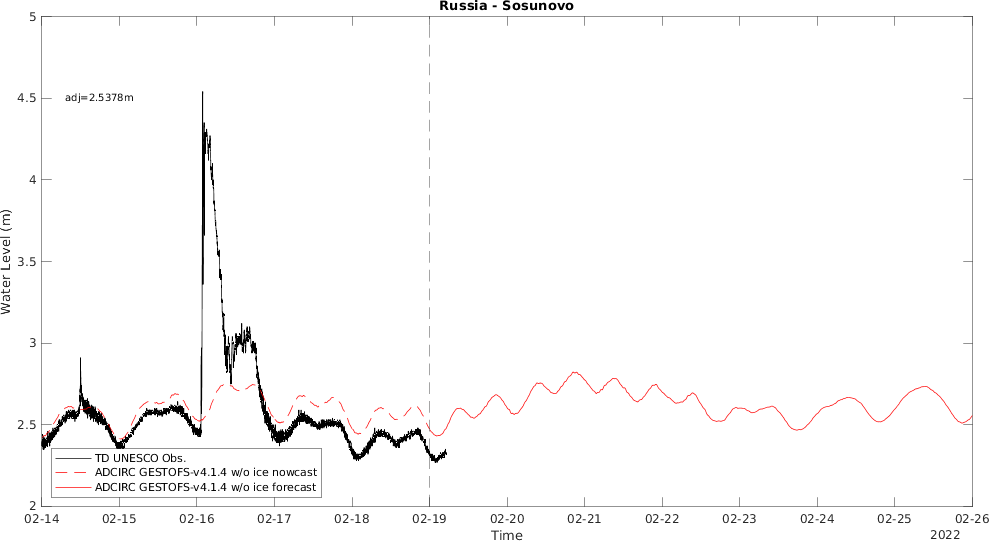 Russia - Sosunovo
5
4.5
4
3.5
3
2.5
2
Water Level (m)
adj=2.5378m
TD UNESCO Obs.
ADCIRC GESTOFS-v4.1.4 w/o ice nowcast
ADCIRC GESTOFS-v4.1.4 w/o ice forecast
02-14 02-15 02-16 02-17 02-18 02-19 02-20 02-21 02-22 02-23 02-24 02-25 02-26
Time
2022